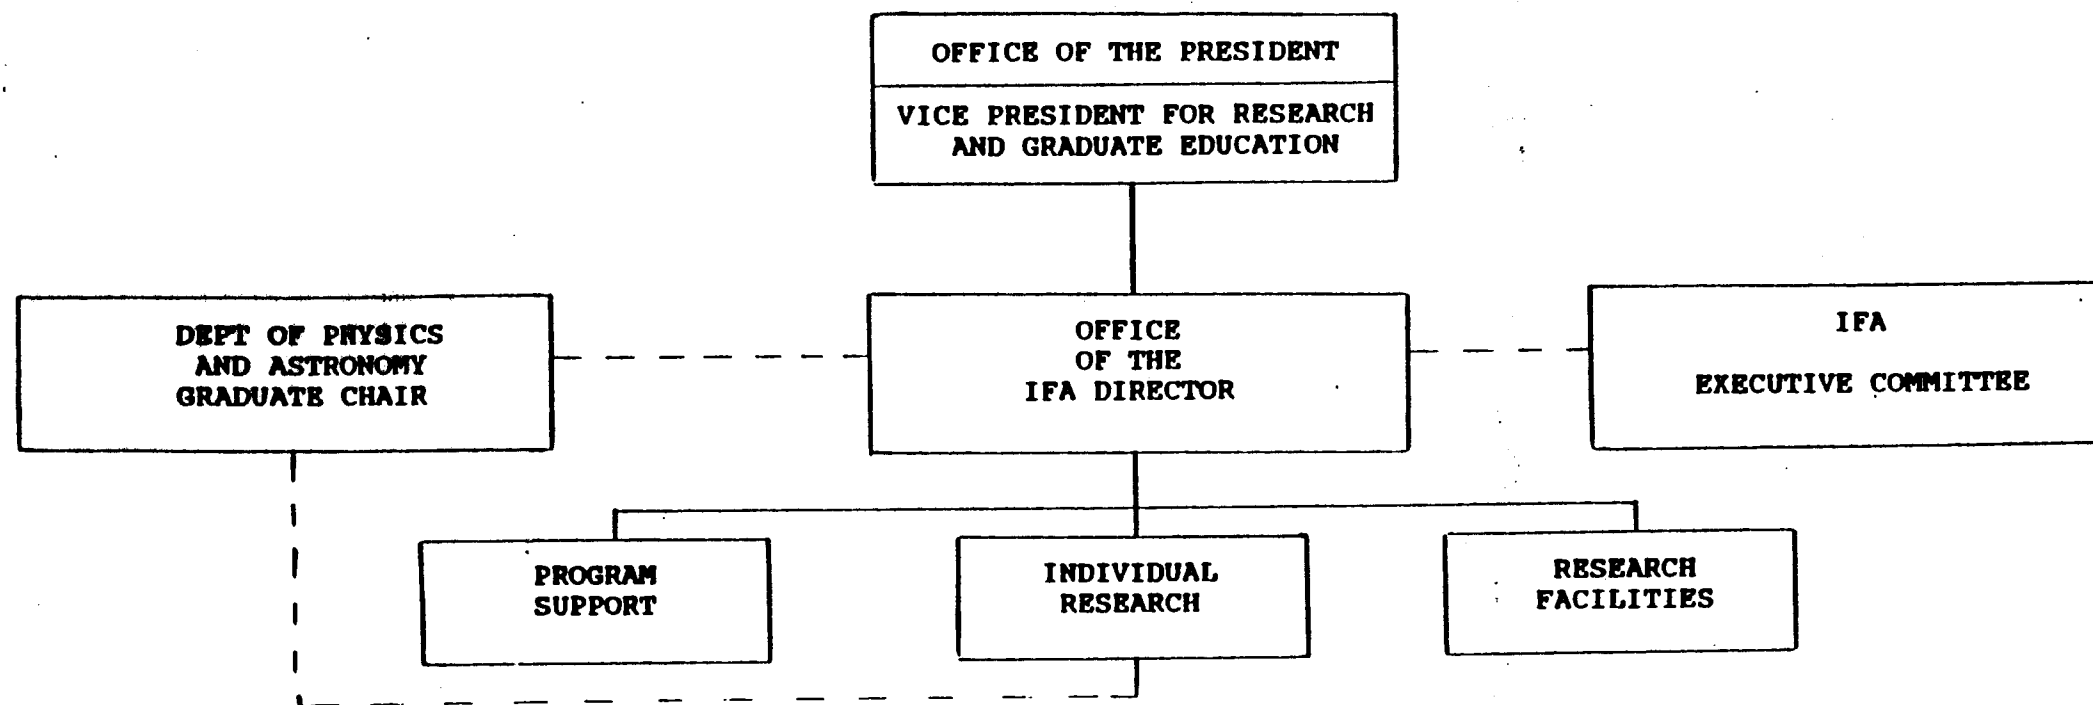 OFFICE OF THE PRESIDENT
VICE PRESIDENT FOR RESEARCH
AND GRADUATE EDUCATION
DEPT OF PHYSICS
AND ASTRONOMY
GRADUATE CHAIR
OFFICE
OF THE
IFA DIRECTOR
IFA
EXECUTIVE COMMITTEE
PROGRAM
SUPPORT
INDIVIDUAL
RESEARCH
RESEARCH
FACILITIES